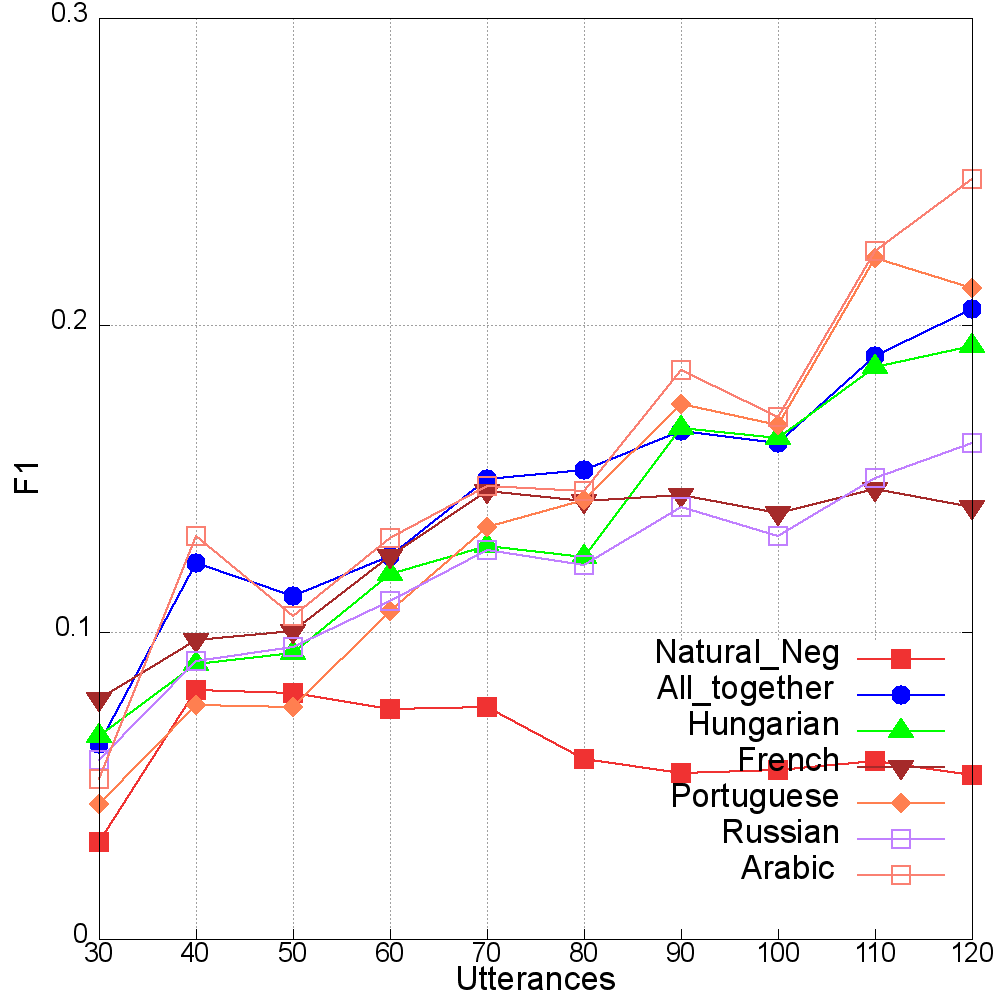 0.3
0.2
0.1
0
F1
30 40 50 60 70 80 90 100 110 120
Utterances
Natural_Neg
All_together
Hungarian
French
Portuguese
Russian
Arabic